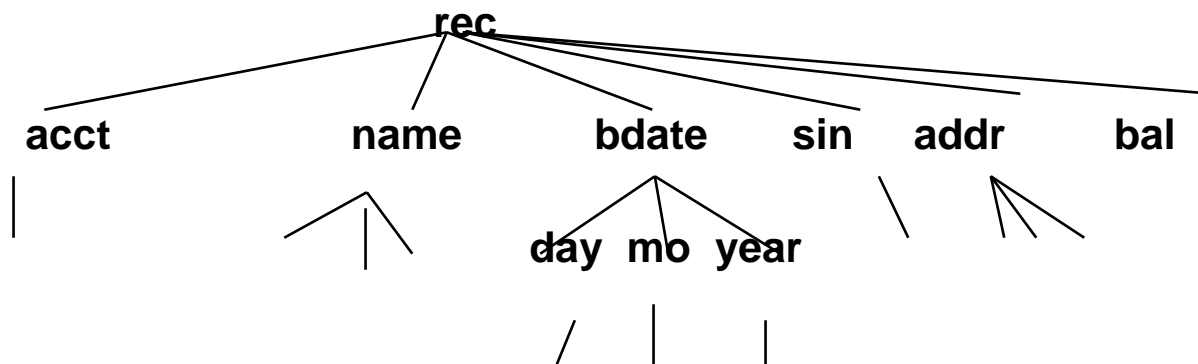 rec
acct name bdate sin addr bal
day mo year